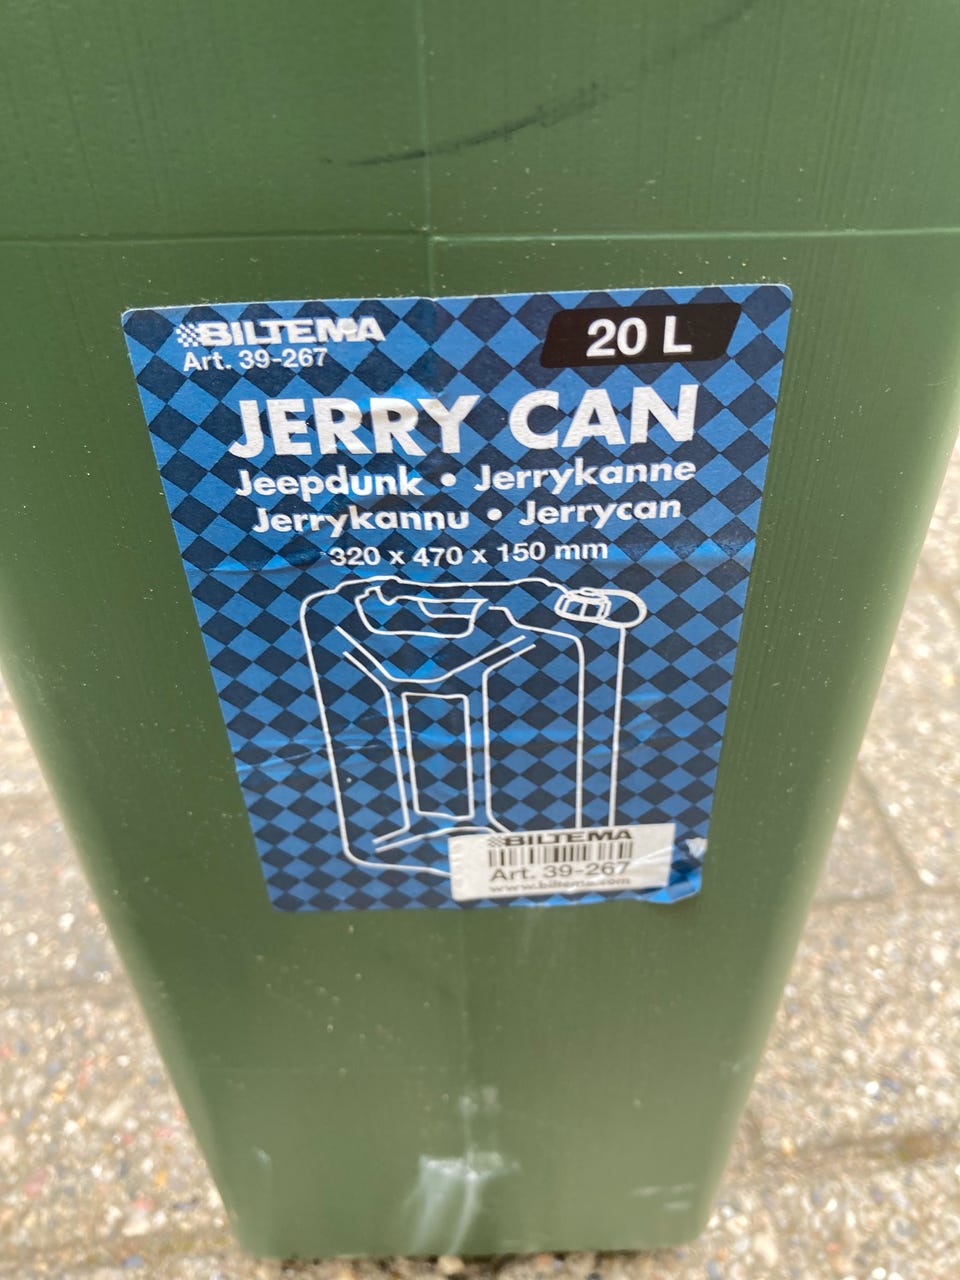 BILTEMA
Art. 39-267
20 L
JERRY CAN
Jeepdunk • Jerrykanne
Jerrykannu • Jerrycan
320 x 470 x 150 mm
BILTEMA
Art. 39-267
www.biltema.com